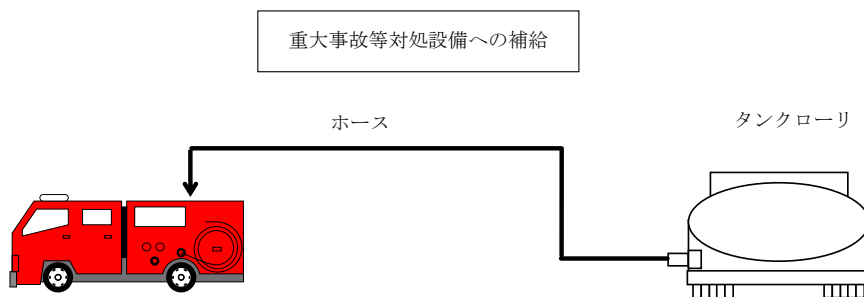 重大事故等対処設備への補給
ホース
タンクローリ